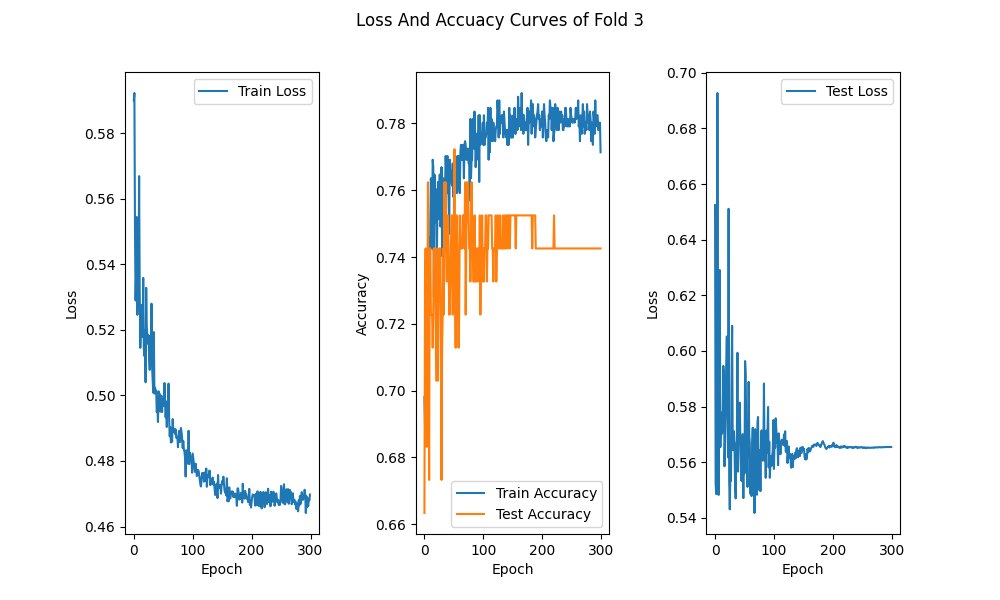 Loss And Accuacy Curves of Fold 3
Train Loss
0.58
0.56
0.54
0.52
0.50
0.48
0.46
Loss
0 100 200 300
Epoch
0.78
0.76
0.74
0.72
0.70
0.68
0.66
Accuracy
Train Accuracy
Test Accuracy
0 100 200 300
Epoch
Test Loss
0.70
0.68
0.66
0.64
0.62
0.60
0.58
0.56
0.54
Loss
0 100 200 300
Epoch